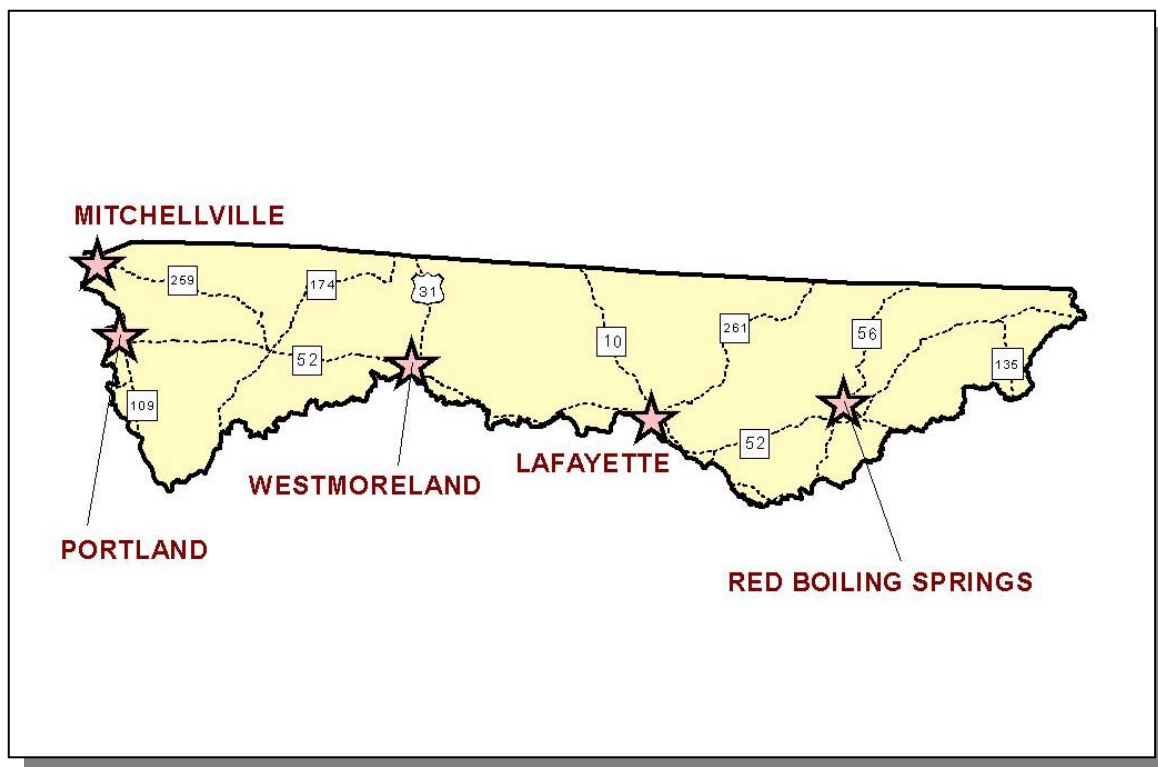 MITCHELLVILLE
259
174
31
261
56
10
52
135
109
52
LAFAYETTE
WESTMORELAND
PORTLAND
RED BOILING SPRINGS